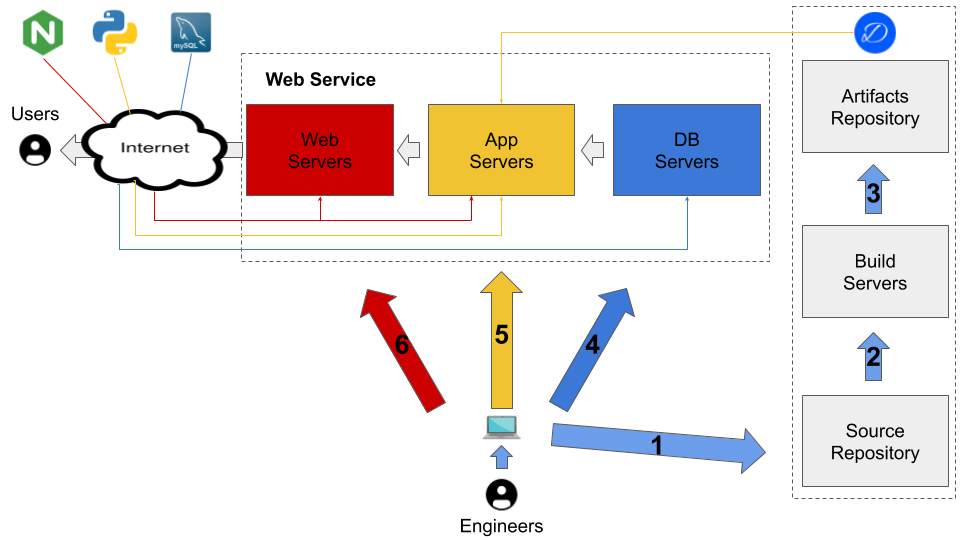 N
MySQL
D
Users
Internet
Web Service
Web
Servers
App
Servers
DB
Servers
Artifacts
Repository
3
Build
Servers
2
Source
Repository
6
5
4
1
Engineers